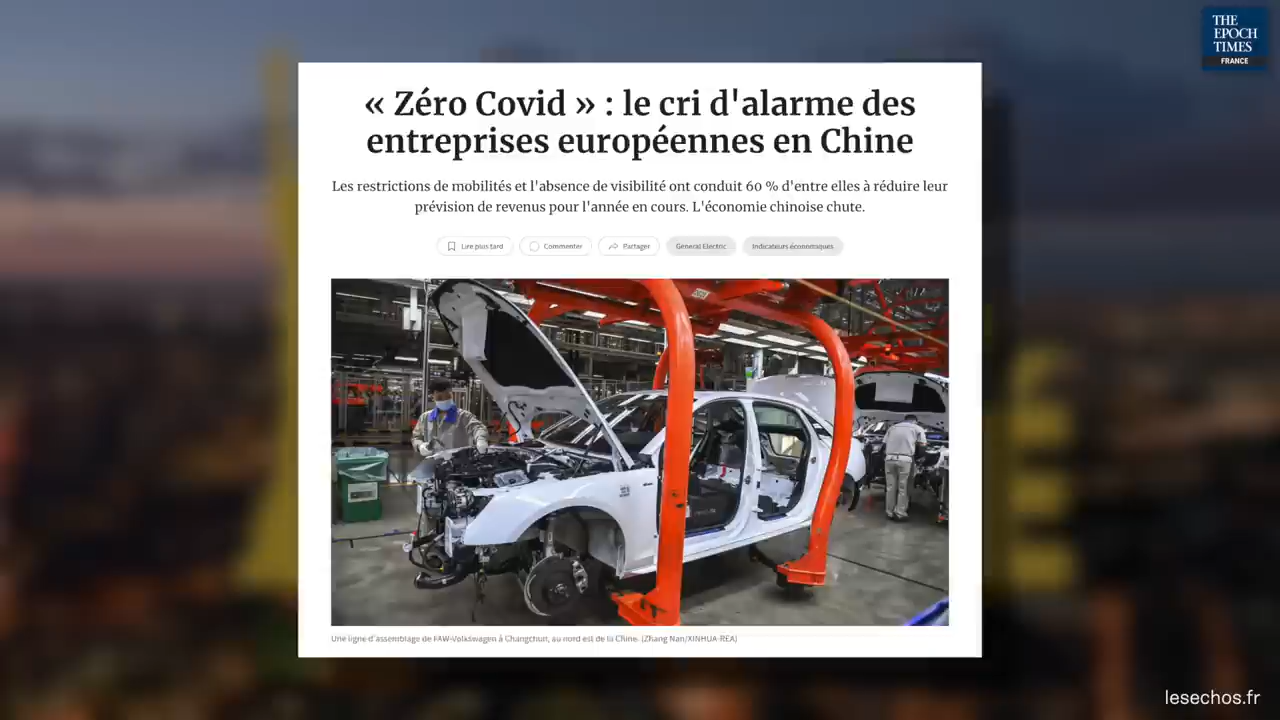 THE
EPOCH
TIMES
FRANCE
« Zéro Covid » : le cri d'alarme des
entreprises européennes en Chine
Les restrictions de mobilités et l'absence de visibilité ont conduit 60 % d'entre elles à réduire leur
prévision de revenus pour l'année en cours. L'économie chinoise chute.
Lire plus tard
Commenter
Partager
General Electric
Indicateurs économiques
Une ligne d'assemblage de FAW-Volkswagen à Changchun, au nord est de la Chine. (Zhang Nan/XINHUA-REA)
lesechos.fr